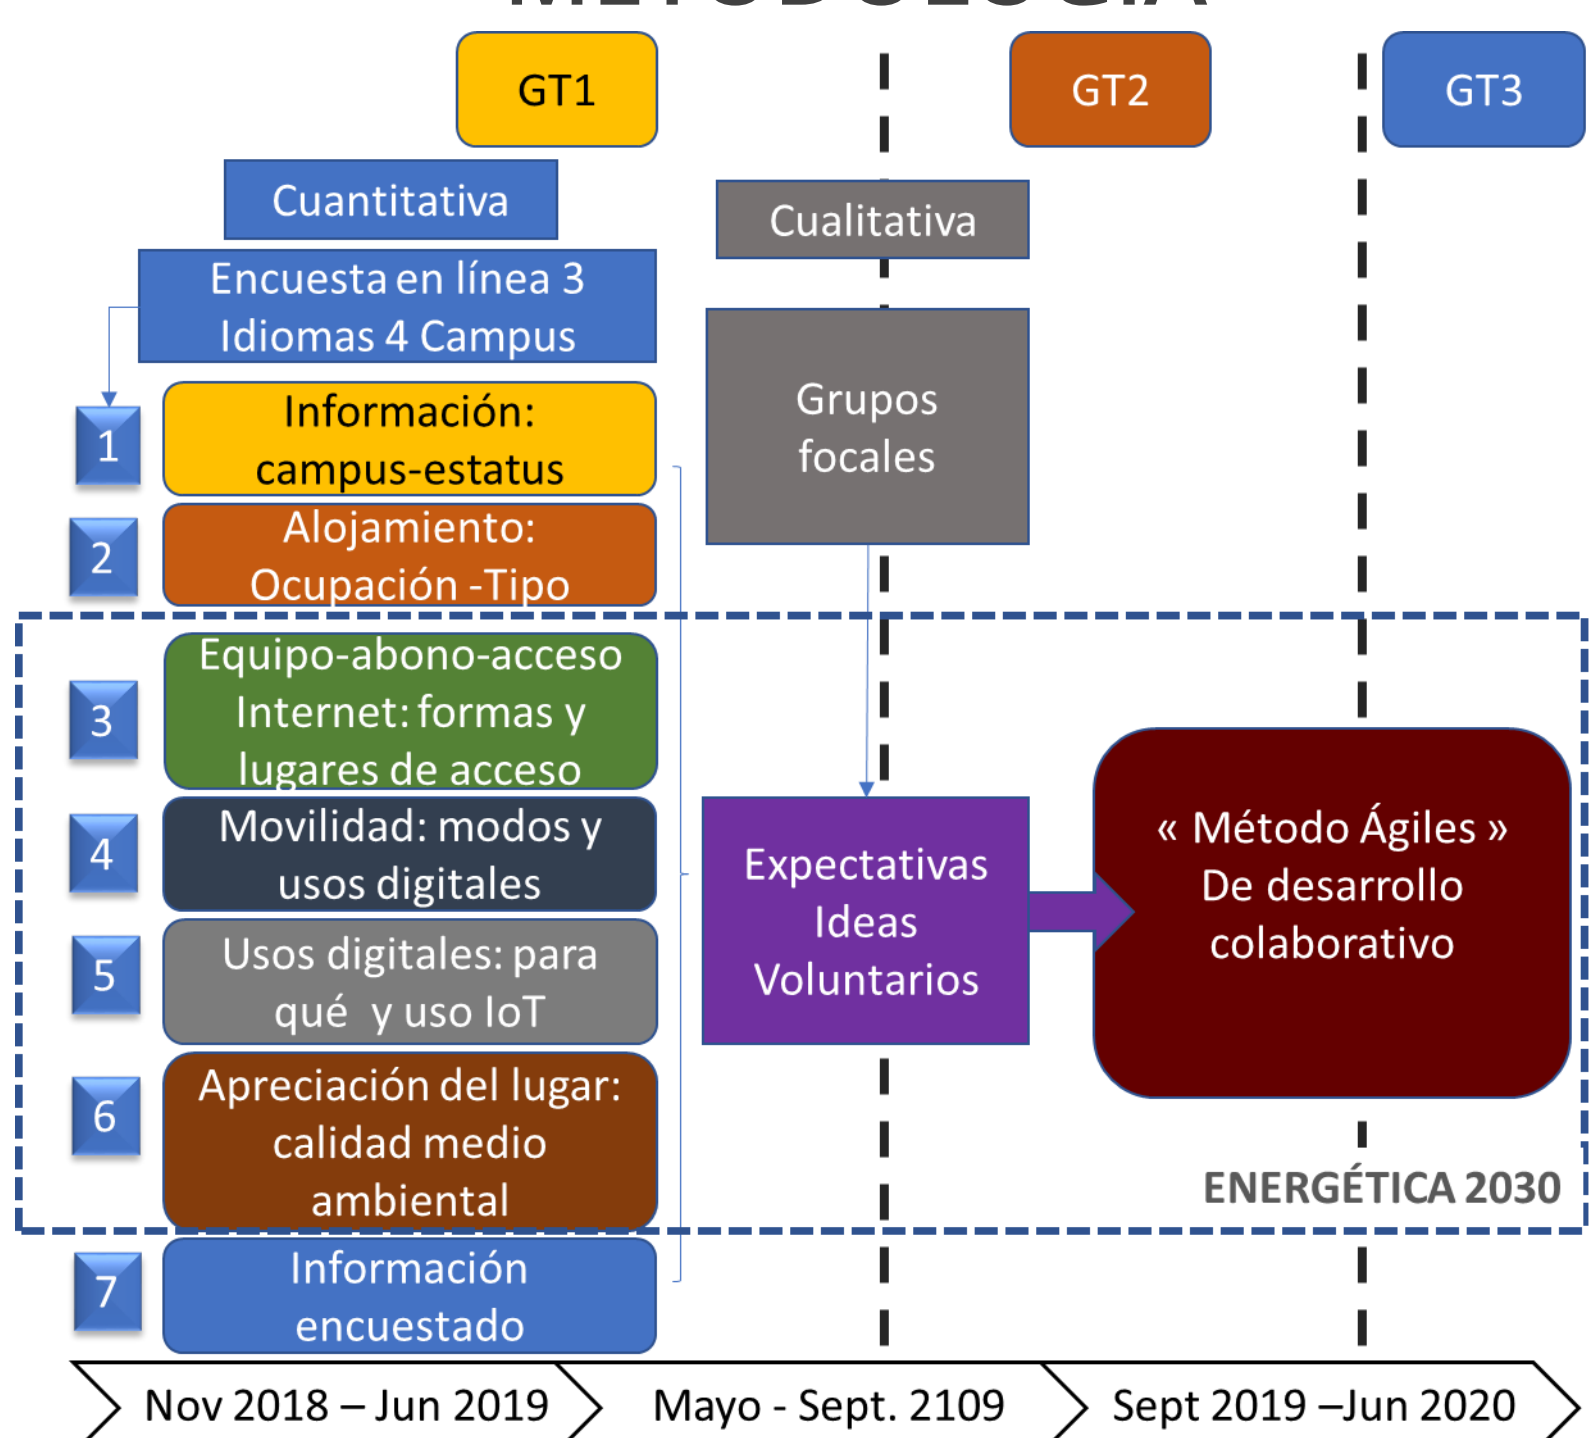 METODOLOGÍA
GT1
GT2
GT3
Cuantitativa
Cualitativa
Encuesta en línea 3
Idiomas 4 Campus
Grupos
focales
1
Información:
campus-estatus
2
Alojamiento:
Ocupación -Tipo
3
Equipo-abono-acceso
Internet: formas y
lugares de acceso
4
Movilidad: modos y
usos digitales
5
Usos digitales: para
qué y uso IoT
6
Apreciación del lugar:
calidad medio
ambiental
7
Información
encuestado
Expectativas
Ideas
Voluntarios
« Método Ágiles »
De desarrollo
colaborativo
ENERGÉTICA 2030
Nov 2018 – Jun 2019
Mayo - Sept. 2109
Sept 2019 –Jun 2020